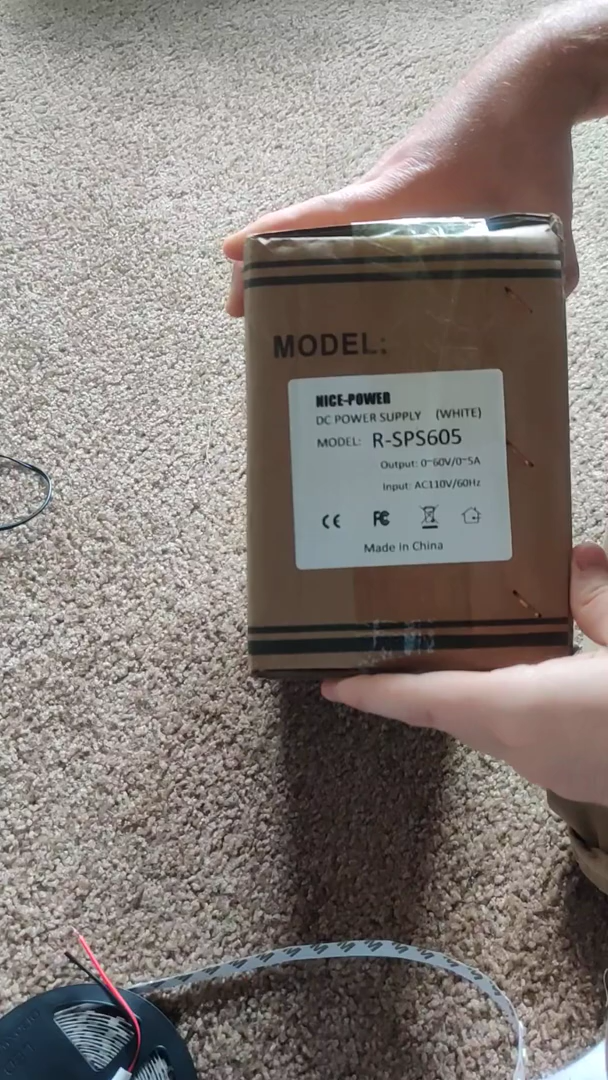 MODEL:
NICE-POWER
DC POWER SUPPLY (WHITE)
MODEL: R-SPS605
Output: 0~60V/0~5A
Input: AC110V/60Hz
CE FC
Made in China